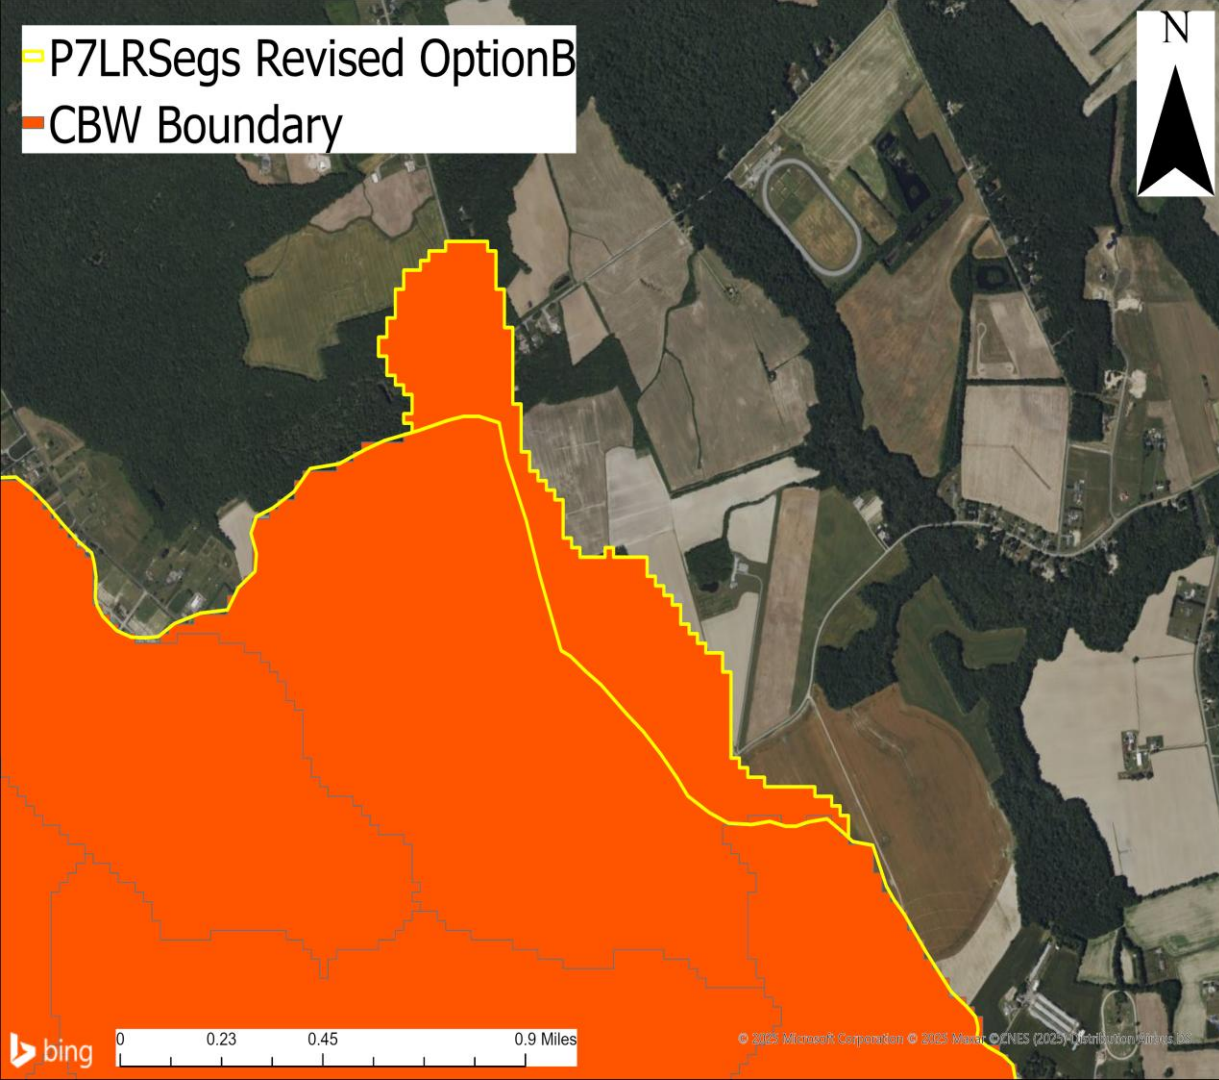 P7LRSegs Revised OptionB
CBW Boundary
N
bing
0 0.23 0.45 0.9 Miles
© 2025 Microsoft Corporation © 2025 Maxar ©CNES (2025) Distribution Airbus